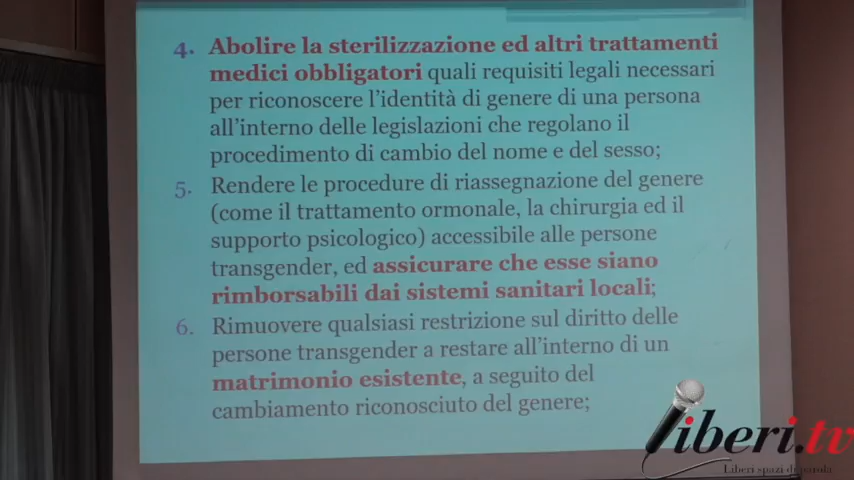 4. Abolire la sterilizzazione ed altri trattamenti
medici obbligatori quali requisiti legali necessari
per riconoscere l'identità di genere di una persona
all'interno delle legislazioni che regolano il
procedimento di cambio del nome e del sesso;
5. Rendere le procedure di riassegnazione del genere
(come il trattamento ormonale, la chirurgia ed il
supporto psicologico) accessibile alle persone
transgender, ed assicurare che esse siano
rimborsabili dai sistemi sanitari locali;
6. Rimuovere qualsiasi restrizione sul diritto delle
persone transgender a restare all'interno di un
matrimonio esistente, a seguito del
cambiamento riconosciuto del genere;
liberi.tv
Liberi spazi di parola